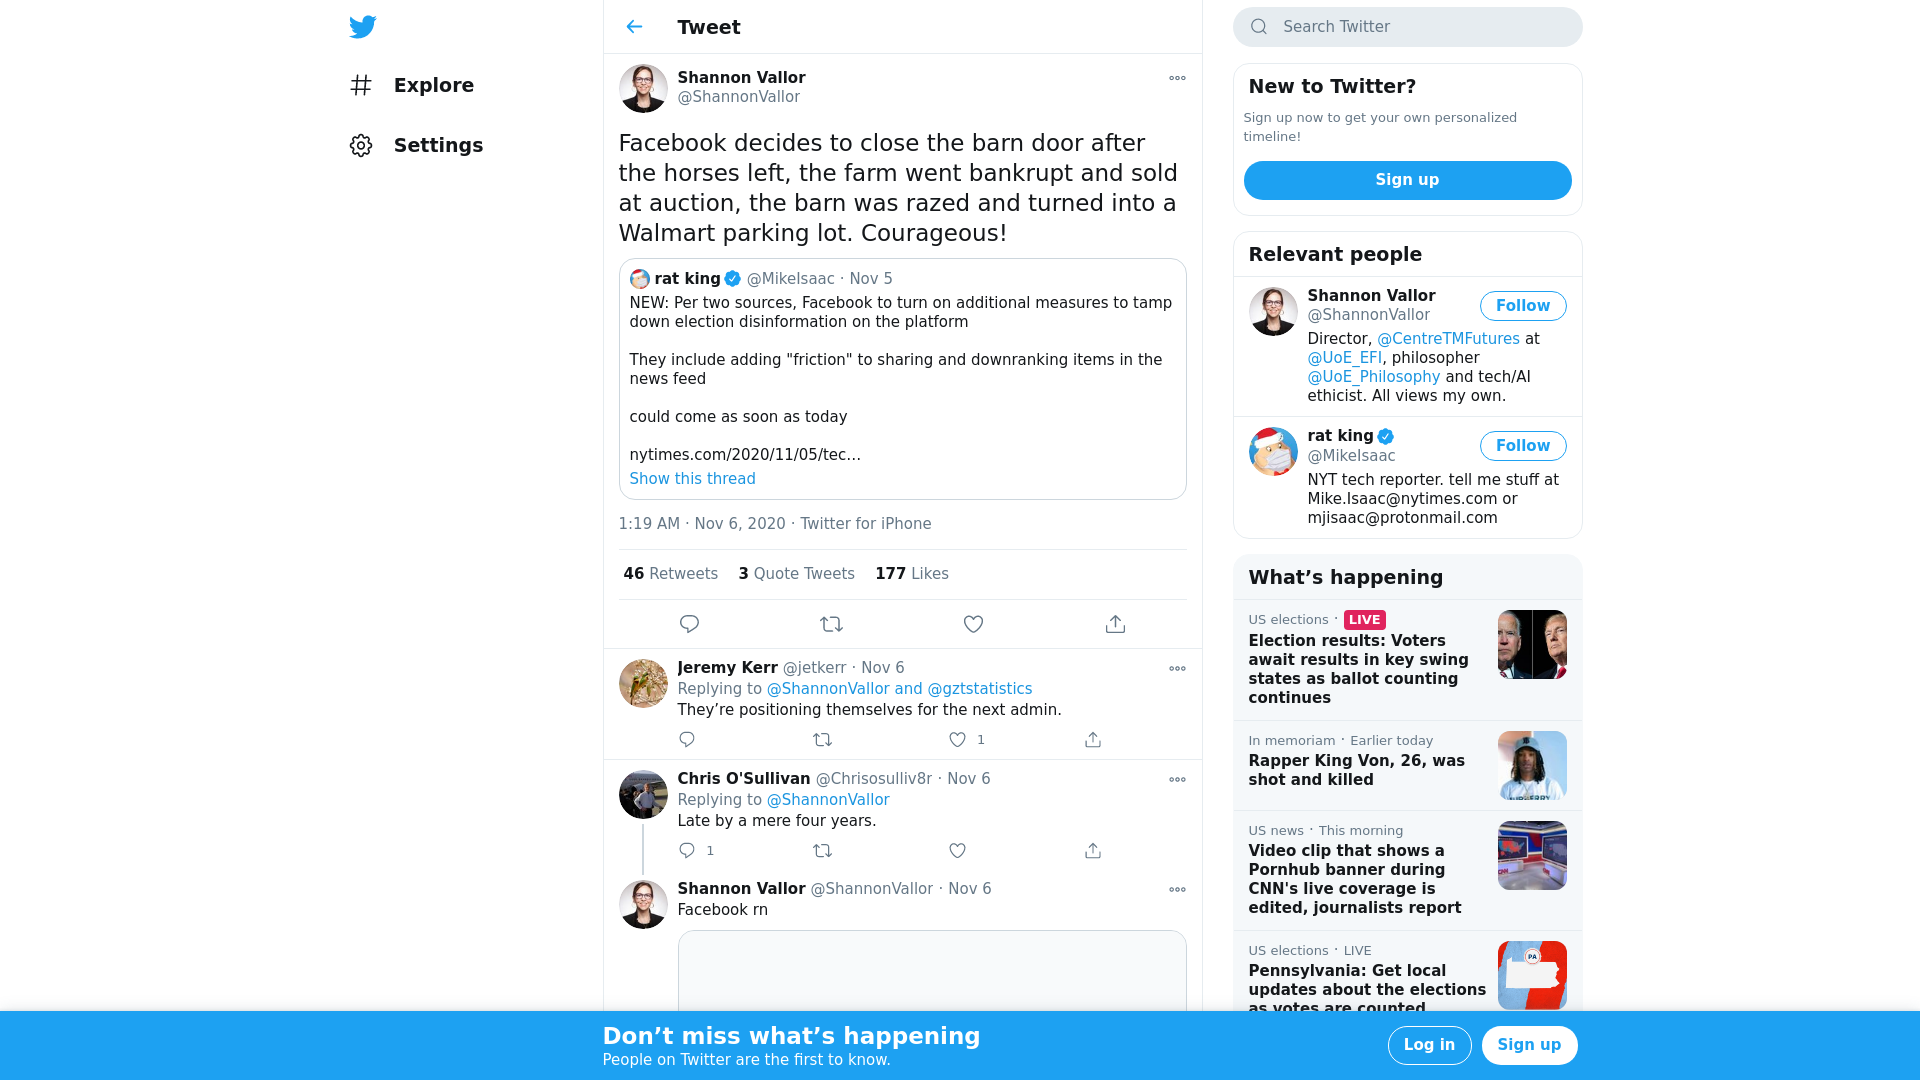 Explore
Settings
Tweet
Shannon Vallor
@ShannonVallor
Facebook decides to close the barn door after
the horses left, the farm went bankrupt and sold
at auction, the barn was razed and turned into a
Walmart parking lot. Courageous!
rat king @MikeIsaac · Nov 5
NEW: Per two sources, Facebook to turn on additional measures to tamp
down election disinformation on the platform
They include adding "friction" to sharing and downranking items in the
news feed
could come as soon as today
nytimes.com/2020/11/05/tec…
Show this thread
1:19 AM · Nov 6, 2020 · Twitter for iPhone
46 Retweets 3 Quote Tweets 177 Likes
Jeremy Kerr @jetkerr · Nov 6
Replying to @ShannonVallor and @gztstatistics
They’re positioning themselves for the next admin.
1
Chris O'Sullivan @Chrisosulliv8r · Nov 6
Replying to @ShannonVallor
Late by a mere four years.
1
Shannon Vallor @ShannonVallor · Nov 6
Facebook rn
Search Twitter
New to Twitter?
Sign up now to get your own personalized
timeline!
Sign up
Relevant people
Shannon Vallor
@ShannonVallor
Follow
Director, @CentreTMFutures at
@UoE_EFI, philosopher
@UoE_Philosophy and tech/AI
ethicist. All views my own.
rat king
@MikeIsaac
Follow
NYT tech reporter. tell me stuff at
Mike.Isaac@nytimes.com or
mjisaac@protonmail.com
What’s happening
US elections · LIVE
Election results: Voters
await results in key swing
states as ballot counting
continues
In memoriam · Earlier today
Rapper King Von, 26, was
shot and killed
US news · This morning
Video clip that shows a
Pornhub banner during
CNN's live coverage is
edited, journalists report
US elections · LIVE
Pennsylvania: Get local
updates about the elections
as votes are counted
PA
Don’t miss what’s happening
People on Twitter are the first to know.
Log in
Sign up